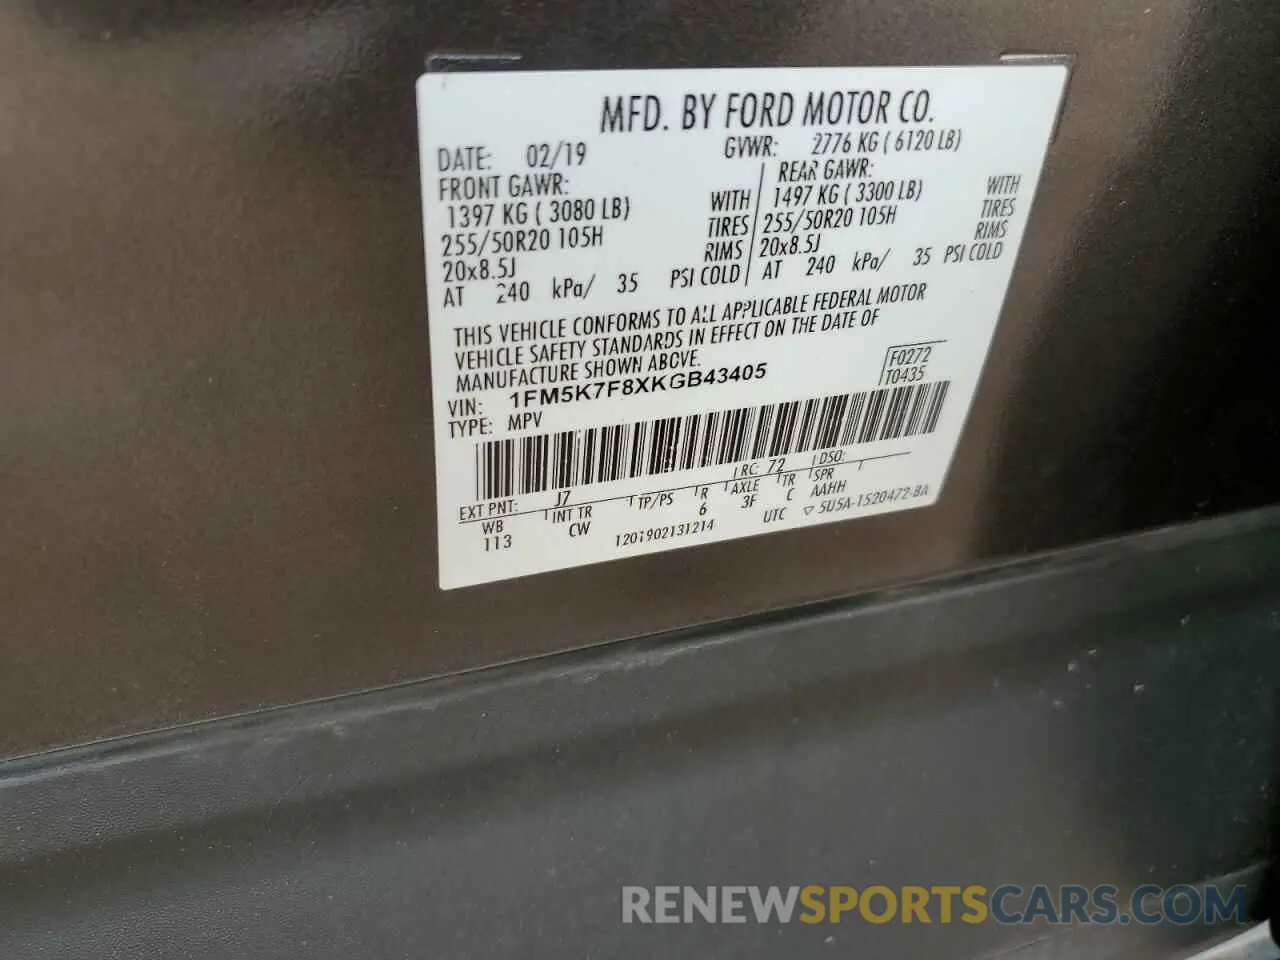 MFD. BY FORD MOTOR CO.
DATE: 02/19 GVWR: 2776 KG ( 6120 LB)
FRONT GAWR: REAR GAWR:
1397 KG ( 3080 LB) WITH 1497 KG ( 3300 LB) WITH
255/50R20 105H TIRES 255/50R20 105H TIRES
20x8.5J RIMS 20x8.5J RIMS
AT 240 kPa/ 35 PSI COLD AT 240 kPa/ 35 PSI COLD
THIS VEHICLE CONFORMS TO ALL APPLICABLE FEDERAL MOTOR
VEHICLE SAFETY STANDARDS IN EFFECT ON THE DATE OF
MANUFACTURE SHOWN ABOVE.
VIN: 1FM5K7F8XKGB43405 F0272
TYPE: MPV T0435
EXT PNT: J7 RC: 72 DSO:
WB INT TR TP/PS R AXLE TR SPR
113 CW 6 3F C AAHH
1201902131214 UTC ▽ 5U5A-1520472-BA
RENEWSPORTSCARS.COM